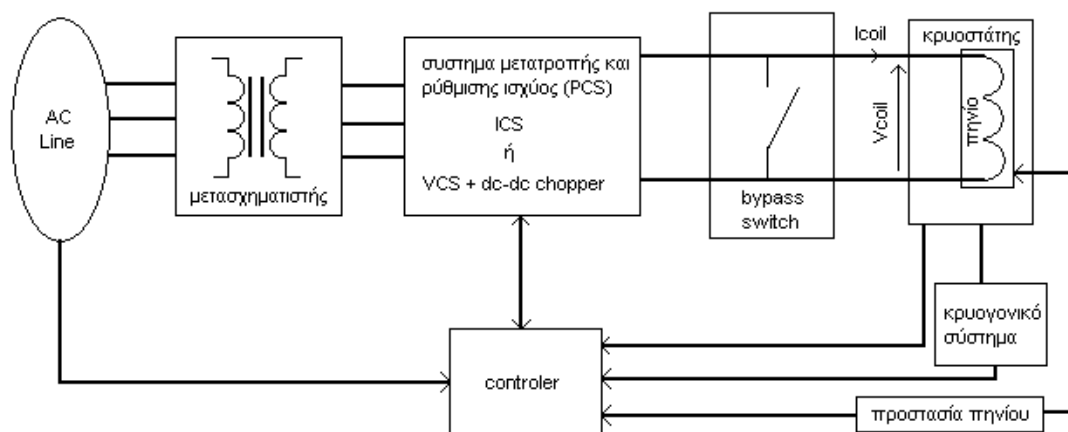 AC
Line
μετασχηματιστής
συστημα μετατροπής και
ρύθμισης ισχύος (PCS)
ICS
ή
VCS + dc-dc chopper
bypass
switch
Icoil
Vcoil
κρυοστάτης
πηνίο
κρυογονικό
σύστημα
controler
προστασία πηνίου